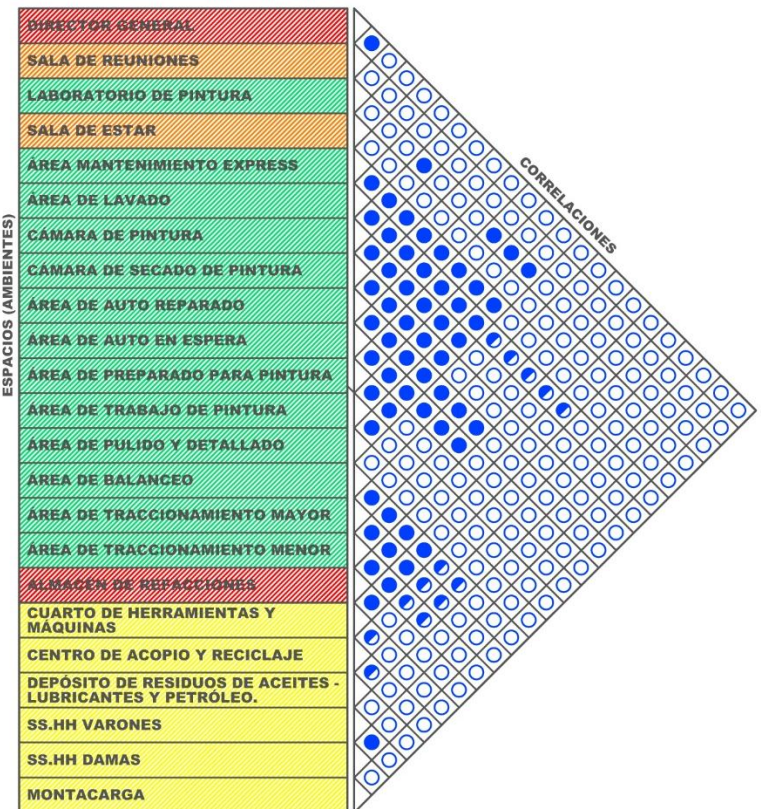 DIRECTOR GENERAL
SALA DE REUNIONES
LABORATORIO DE PINTURA
SALA DE ESTAR
ÁREA MANTENIMIENTO EXPRESS
ÁREA DE LAVADO
CÁMARA DE PINTURA
CÁMARA DE SECADO DE PINTURA
ÁREA DE AUTO REPARADO
ÁREA DE AUTO EN ESPERA
ÁREA DE PREPARADO PARA PINTURA
ÁREA DE TRABAJO DE PINTURA
ÁREA DE PULIDO Y DETALLADO
ÁREA DE BALANCEO
ÁREA DE TRACCIONAMIENTO MAYOR
ÁREA DE TRACCIONAMIENTO MENOR
ALMACEN DE REFACCIONES
CUARTO DE HERRAMIENTAS Y
MÁQUINAS
CENTRO DE ACOPIO Y RECICLAJE
DEPÓSITO DE RESIDUOS DE ACEITES -
LUBRICANTES Y PETRÓLEO.
SS.HH VARONES
SS.HH DAMAS
MONTACARGA
ESPACIOS (AMBIENTES)
CORRELACIONES